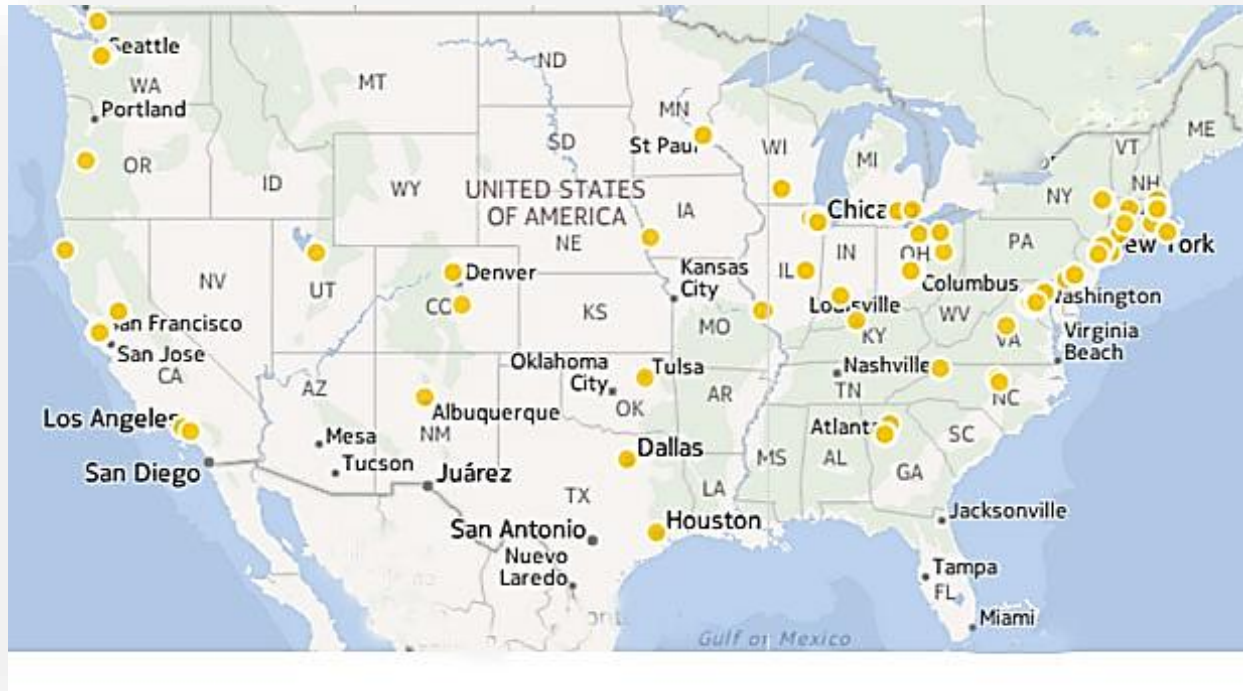 Seattle
WA
Portland
OR
MT
ID
ND
SD
WY
UNITED STATES
OF AMERICA
MN
St Paul
WI
MI
IA
NE
NY
VT
NH
ME
PA
OH
IN
IL
NV
UT
Denver
CO
KS
Kansas
City
MO
Columbus
Louisville
KY
WV
VA
Washington
Virginia
Beach
San Francisco
San Jose
CA
AZ
Albuquerque
NM
Oklahoma
City
OK
Tulsa
AR
Nashville
TN
NC
SC
Atlanta
GA
AL
MS
LA
Los Angeles
San Diego
Mesa
Tucson
Juárez
TX
Dallas
Houston
San Antonio
Nuevo
Laredo
Jacksonville
Tampa
FL
Miami
Gulf of Mexico
Chica
ew York